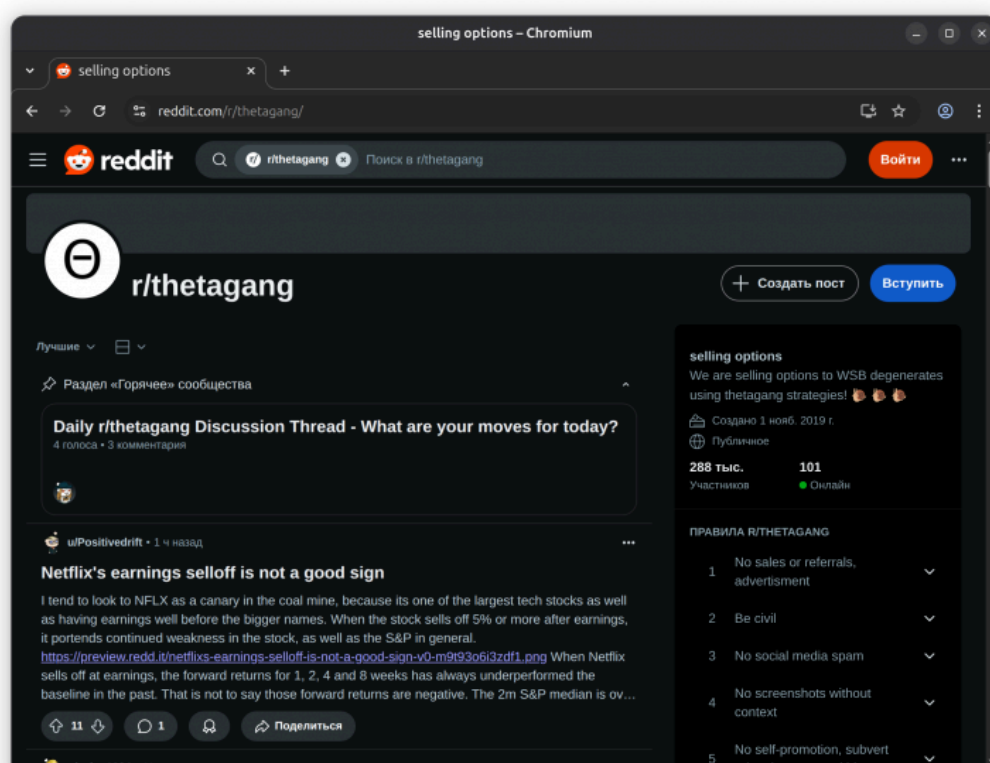 selling options – Chromium
selling options
reddit.com/r/thetagang/
reddit
r/thetagang
Поиск в r/thetagang
Войти
Θ
r/thetagang
Создать пост
Вступить
Лучшие
Раздел «Горячее» сообщества
Daily r/thetagang Discussion Thread - What are your moves for today?
4 голоса • 3 комментария
u/Positivedrift • 1 ч назад
Netflix's earnings selloff is not a good sign
I tend to look to NFLX as a canary in the coal mine, because its one of the largest tech stocks as well
as having earnings well before the bigger names. When the stock sells off 5% or more after earnings,
it portends continued weakness in the stock, as well as the S&P in general.
https://preview.redd.it/netflixs-earnings-selloff-is-not-a-good-sign-v0-m9t93o6i3zdf1.png When Netflix
sells off at earnings, the forward returns for 1, 2, 4 and 8 weeks has always underperformed the
baseline in the past. That is not to say those forward returns are negative. The 2m S&P median is ov…
11
1
Поделиться
selling options
We are selling options to WSB degenerates
using thetagang strategies!
Создано 1 нояб. 2019 г.
Публичное
288 тыс.
Участников
101
Онлайн
ПРАВИЛА R/THETAGANG
1 No sales or referrals,
advertisment
2 Be civil
3 No social media spam
4 No screenshots without
context
5 No self-promotion, subvert